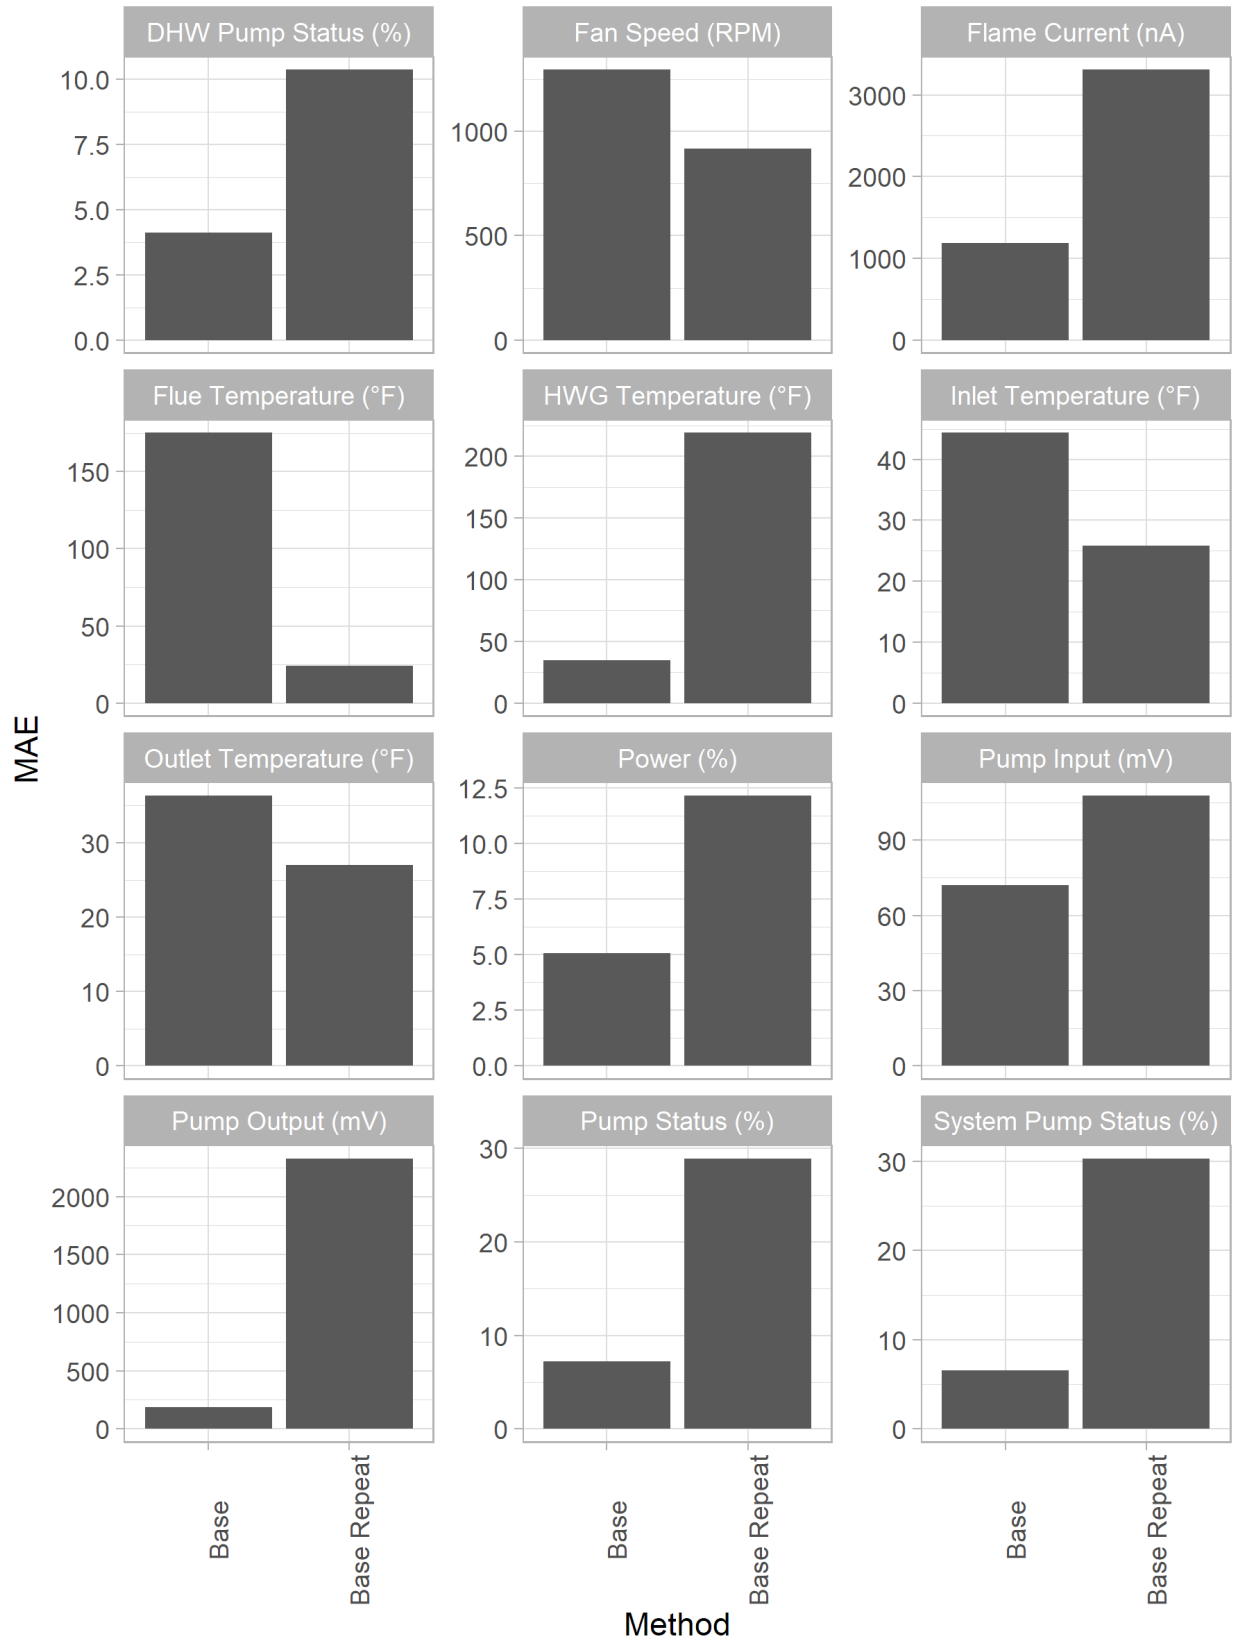 DHW Pump Status (%)
10.0
7.5
5.0
2.5
0.0
Fan Speed (RPM)
1000
500
0
Flame Current (nA)
3000
2000
1000
0
Flue Temperature (°F)
150
100
50
0
HWG Temperature (°F)
200
150
100
50
0
Inlet Temperature (°F)
40
30
20
10
0
MAE
Outlet Temperature (°F)
30
20
10
0
Power (%)
12.5
10.0
7.5
5.0
2.5
0.0
Pump Input (mV)
90
60
30
0
Pump Output (mV)
2000
1500
1000
500
0
Pump Status (%)
30
20
10
0
System Pump Status (%)
30
20
10
0
Base
Base Repeat
Base
Base Repeat
Base
Base Repeat
Method